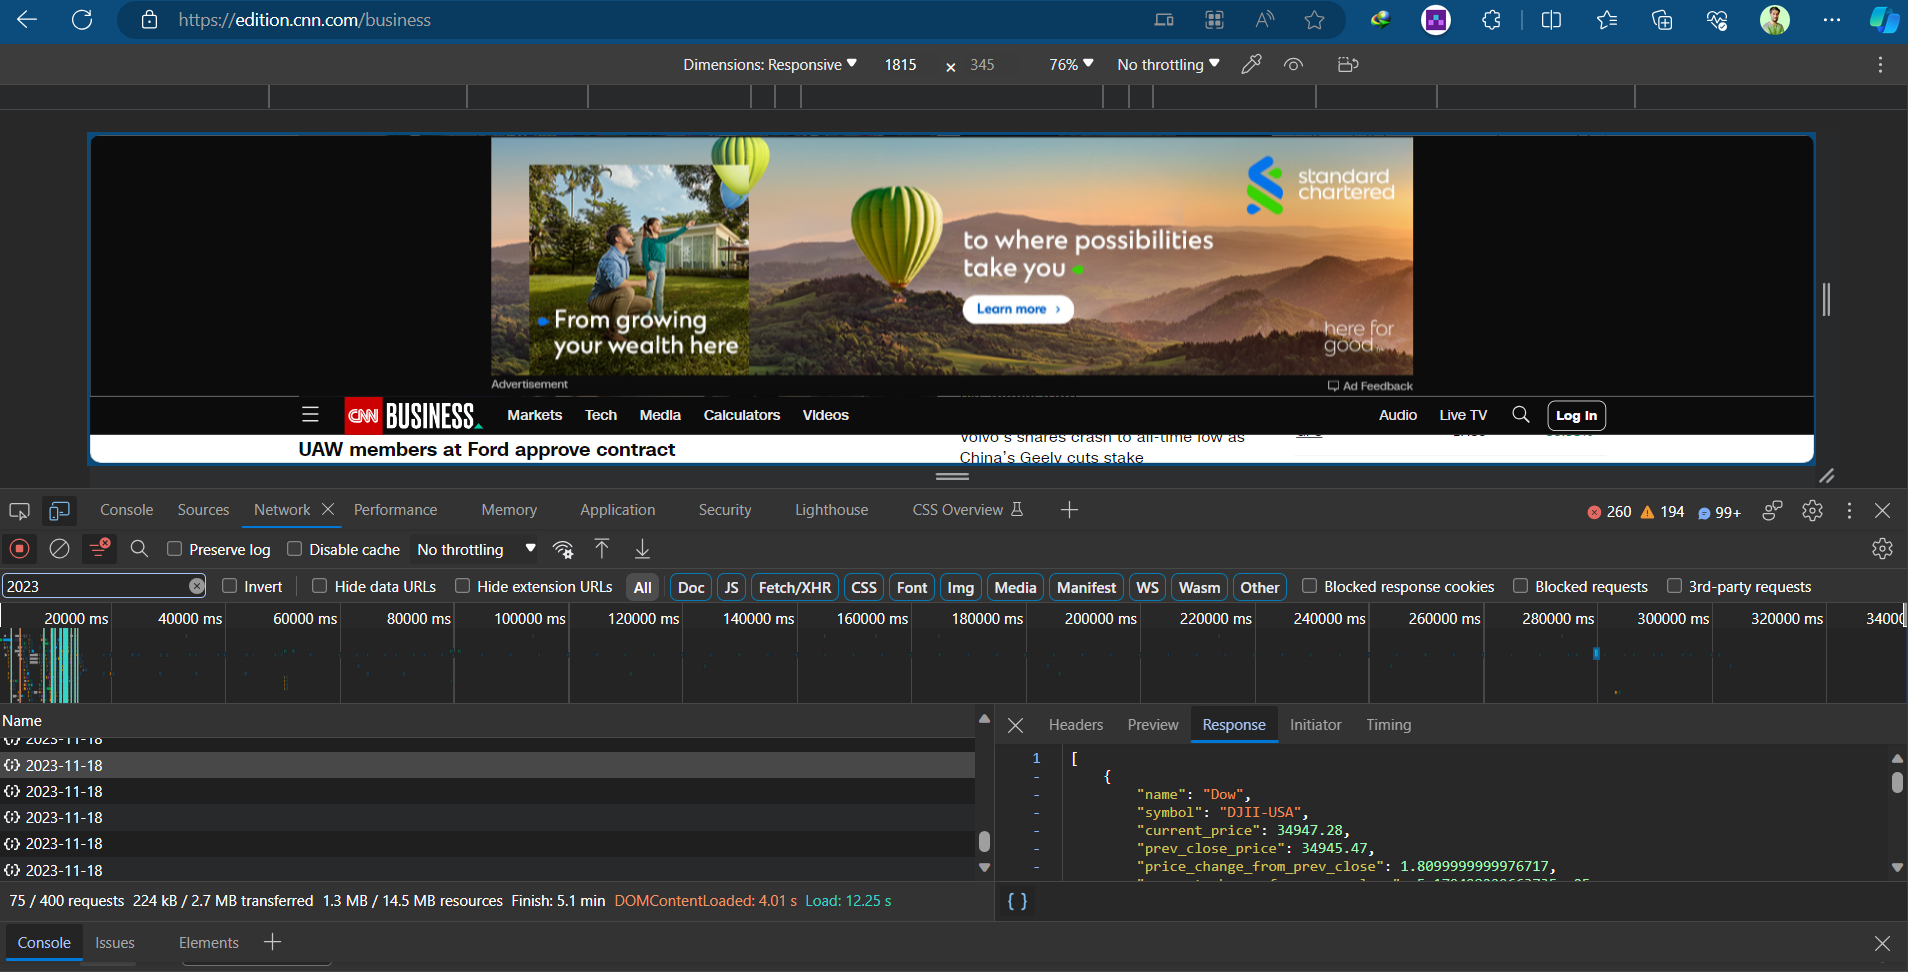 https://edition.cnn.com/business
Dimensions: Responsive 1815 × 345 76% No throttling
standard
chartered
to where possibilities
take you
Learn more
From growing
your wealth here
here for
good
Advertisement
Ad Feedback
CNN BUSINESS Markets Tech Media Calculators Videos Audio Live TV Log In
UAW members at Ford approve contract
Volvo's shares crash to all-time low as
China's Geely cuts stake
Console Sources Network Performance Memory Application Security Lighthouse CSS Overview 260 194 99+
Preserve log Disable cache No throttling
2023 Invert Hide data URLs Hide extension URLs All Doc JS Fetch/XHR CSS Font Img Media Manifest WS Wasm Other Blocked response cookies Blocked requests 3rd-party requests
20000 ms 40000 ms 60000 ms 80000 ms 100000 ms 120000 ms 140000 ms 160000 ms 180000 ms 200000 ms 220000 ms 240000 ms 260000 ms 280000 ms 300000 ms 320000 ms 34000
Name
2023-11-18
2023-11-18
2023-11-18
2023-11-18
2023-11-18
2023-11-18
Headers Preview Response Initiator Timing
1 [
- {
- "name": "Dow",
- "symbol": "DJII-USA",
- "current_price": 34947.28,
- "prev_close_price": 34945.47,
- "price_change_from_prev_close": 1.8099999999976717,
75 / 400 requests 224 kB / 2.7 MB transferred 1.3 MB / 14.5 MB resources Finish: 5.1 min DOMContentLoaded: 4.01 s Load: 12.25 s
{ }
Console Issues Elements